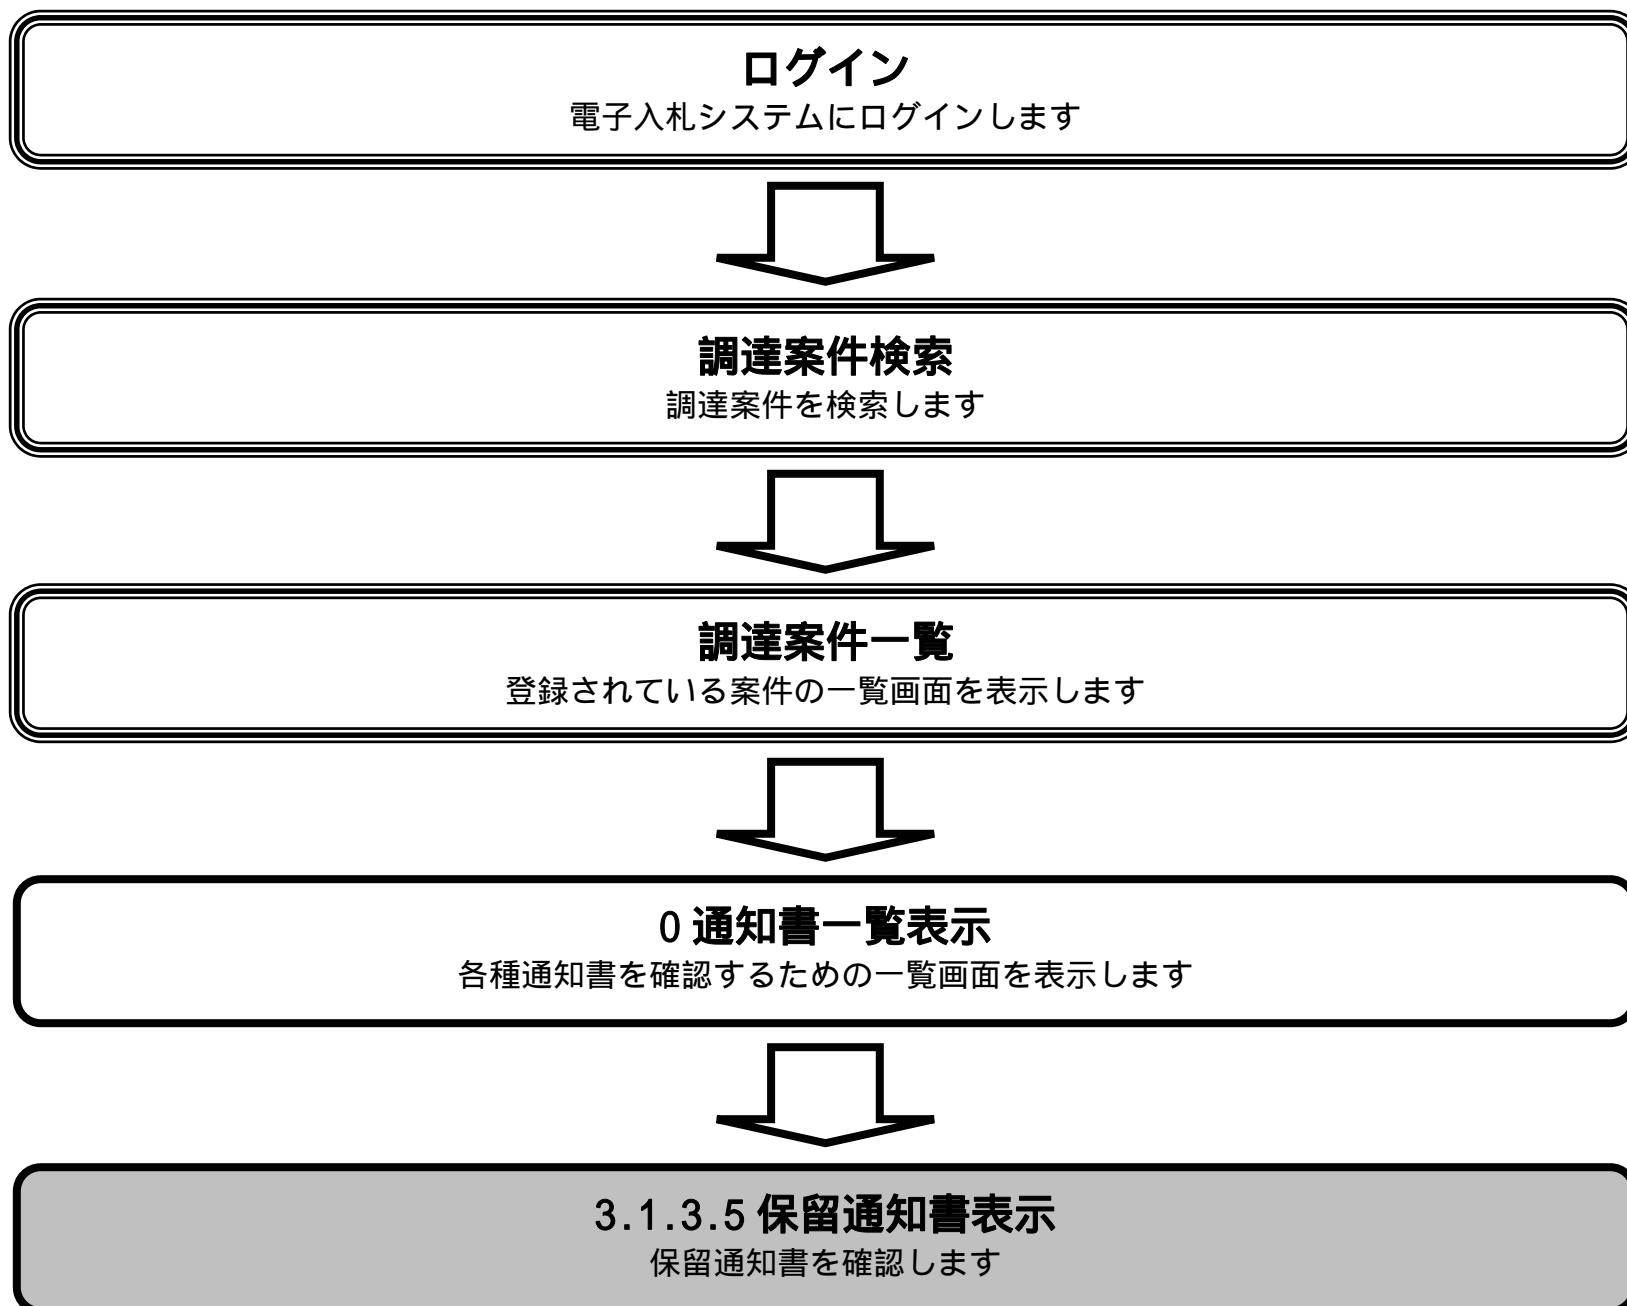 ログイン
電子入札システムにログインします
調達案件検索
調達案件を検索します
調達案件一覧
登録されている案件の一覧画面を表示します
0 通知書一覧表示
各種通知書を確認するための一覧画面を表示します
3.1.3.5 保留通知書表示
保留通知書を確認します